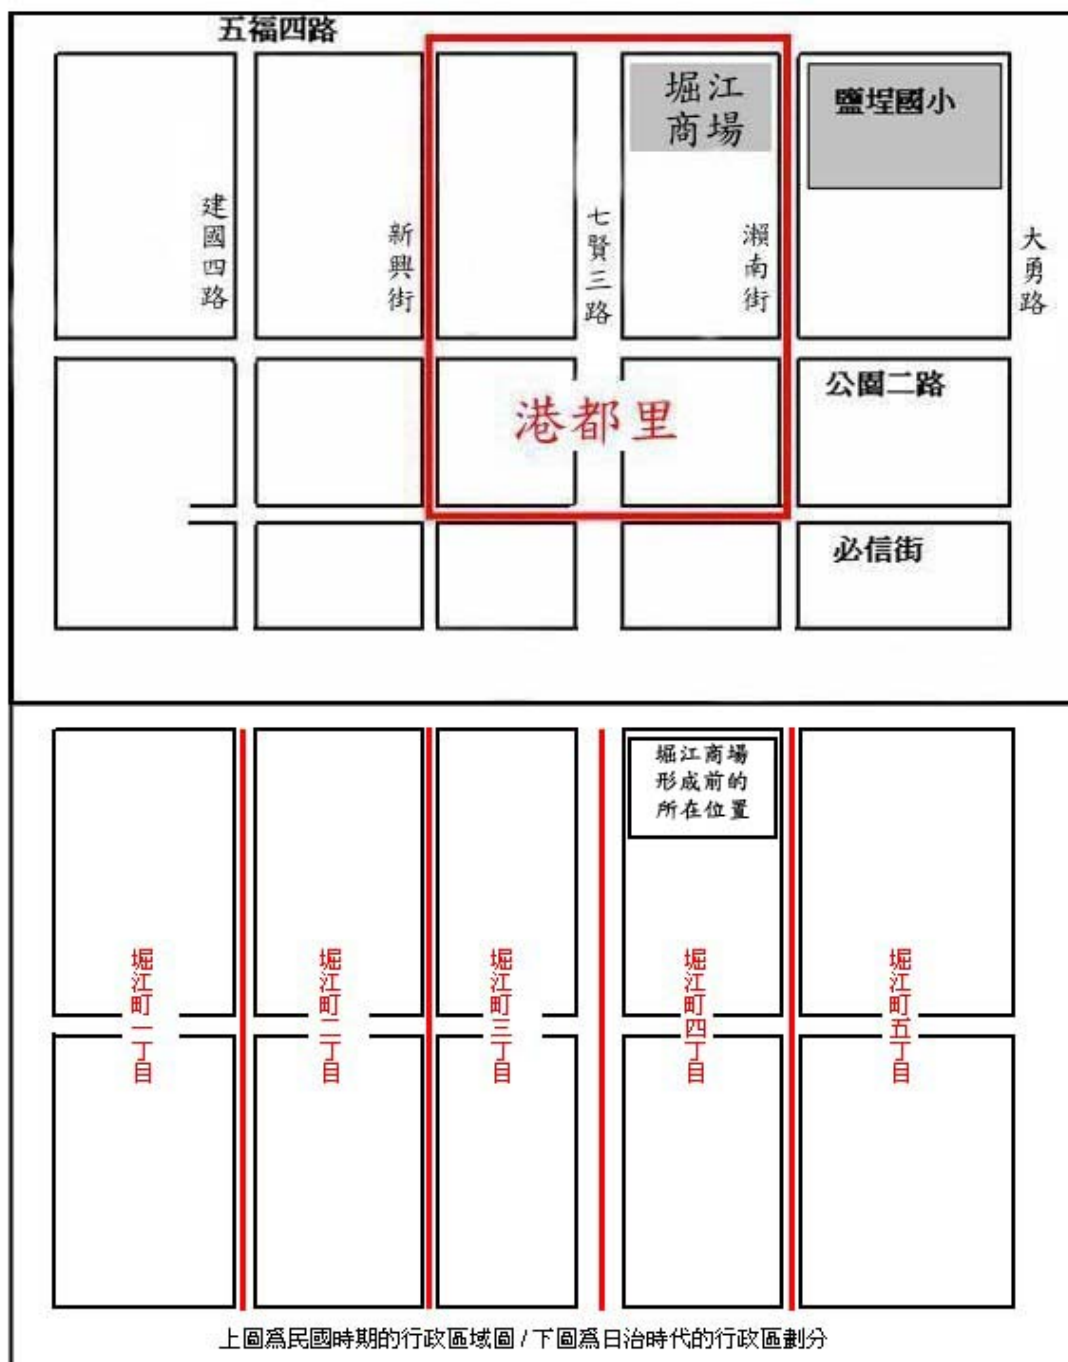 五福四路
堀江
商場
鹽埕國小
建國四路
新興街
七賢三路
瀨南街
大勇路
公園二路
港都里
必信街
堀江商場
形成前的
所在位置
堀江町一丁目
堀江町二丁目
堀江町三丁目
堀江町四丁目
堀江町五丁目
上圖爲民國時期的行政區域圖 / 下圖爲日治時代的行政區劃分